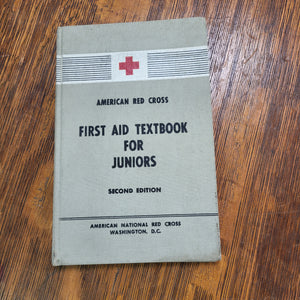 AMERICAN RED CROSS
FIRST AID TEXTBOOK
FOR
JUNIORS
SECOND EDITION
AMERICAN NATIONAL RED CROSS
WASHINGTON, D.C.